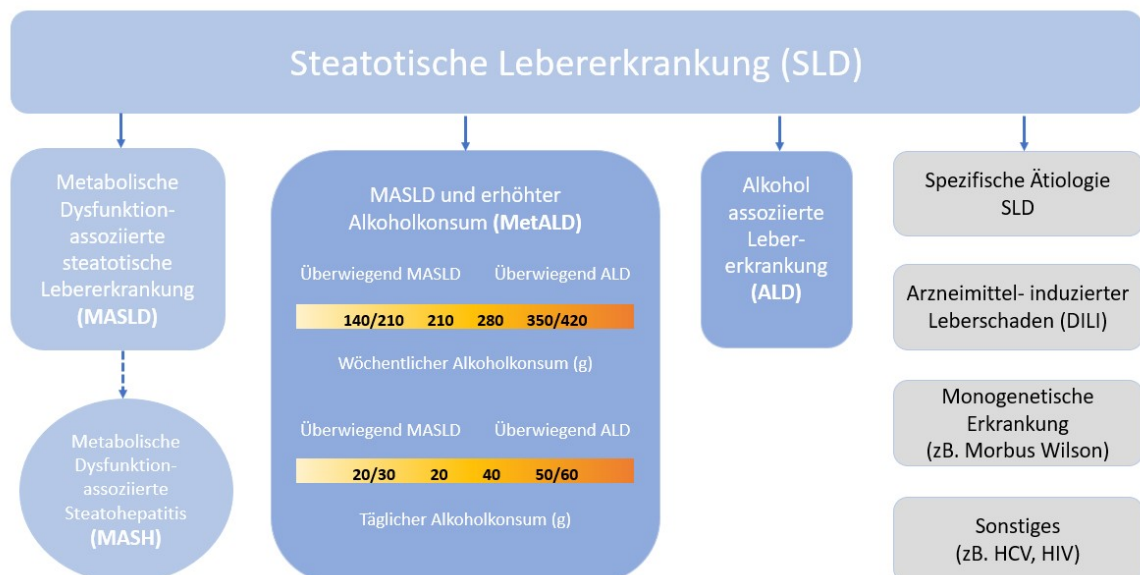 Steatotische Lebererkrankung (SLD)
Metabolische
Dysfunktion-
assoziierte
steatotische
Lebererkrankung
(MASLD)
Metabolische
Dysfunktion-
assoziierte
Steatohepatitis
(MASH)
MASLD und erhöhter
Alkoholkonsum (MetALD)
Überwiegend MASLD Überwiegend ALD
140/210 210 280 350/420
Wöchentlicher Alkoholkonsum (g)
Überwiegend MASLD Überwiegend ALD
20/30 20 40 50/60
Täglicher Alkoholkonsum (g)
Alkohol
assoziierte
Leber-
erkrankung
(ALD)
Spezifische Ätiologie
SLD
Arzneimittel- induzierter
Leberschaden (DILI)
Monogenetische
Erkrankung
(zB. Morbus Wilson)
Sonstiges
(zB. HCV, HIV)